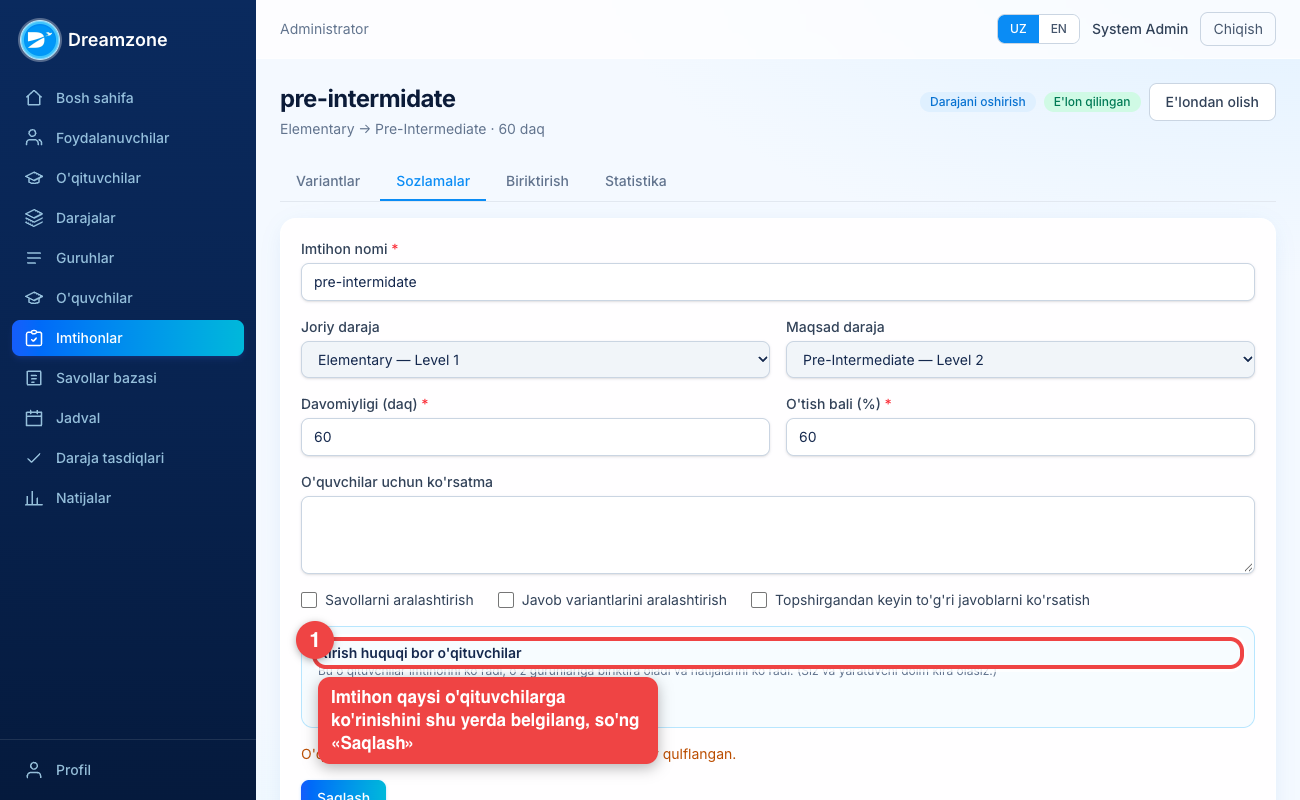 Dreamzone
Administrator
UZ
EN
System Admin
Chiqish
Bosh sahifa
Foydalanuvchilar
O'qituvchilar
Darajalar
Guruhlar
O'quvchilar
Imtihonlar
Savollar bazasi
Jadval
Daraja tasdiqlari
Natijalar
Profil
pre-intermidate
Elementary → Pre-Intermediate · 60 daq
Darajani oshirish
E'lon qilingan
E'londan olish
Variantlar
Sozlamalar
Biriktirish
Statistika
Imtihon nomi *
pre-intermidate
Joriy daraja
Maqsad daraja
Elementary — Level 1
Pre-Intermediate — Level 2
Davomiyligi (daq) *
O'tish bali (%) *
60
60
O'quvchilar uchun ko'rsatma
Savollarni aralashtirish
Javob variantlarini aralashtirish
Topshirgandan keyin to'g'ri javoblarni ko'rsatish
1
huquqi bor o'qituvchilar
Imtihon qaysi o'qituvchilarga
ko'rinishini shu yerda belgilang, so'ng
«Saqlash»
qulflangan.
Saqlash